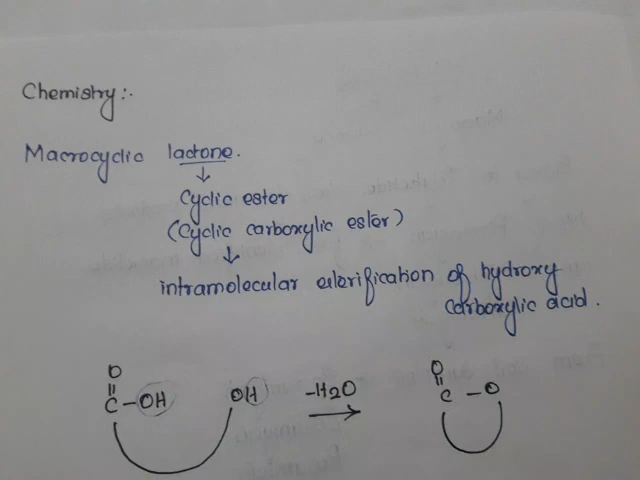 Chemistry:-
Macrocyclic lactone.
↓
Cyclic ester
(Cyclic carboxylic ester)
↓
intramolecular esterification of hydroxy
carboxylic acid.
O O
|| ||
C-OH OH -H2O C-O
→